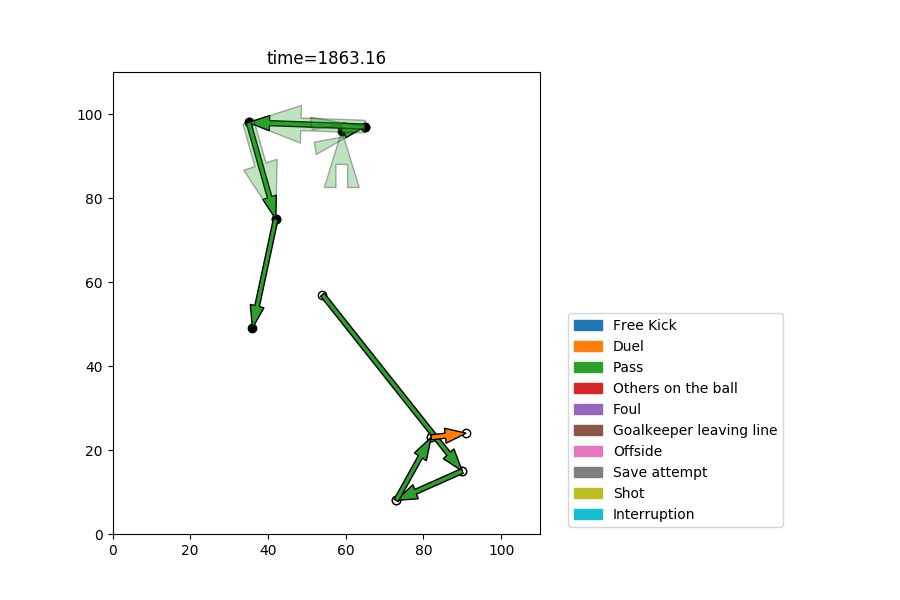 time=1863.16
100
80
60
40
20
0
0 20 40 60 80 100
Free Kick
Duel
Pass
Others on the ball
Foul
Goalkeeper leaving line
Offside
Save attempt
Shot
Interruption